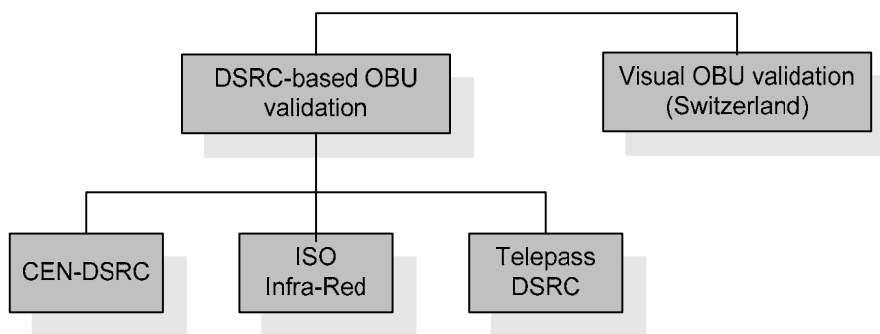 DSRC-based OBU
validation
Visual OBU validation
(Switzerland)
CEN-DSRC
ISO
Infra-Red
Telepass
DSRC